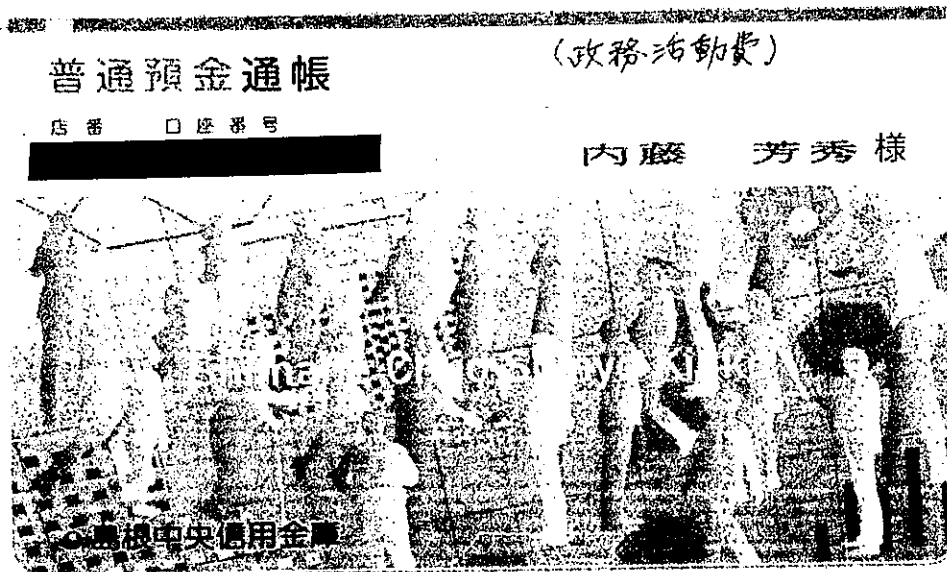 (政務活動費)
普通預金通帳
店番 口座番号
内藤 芳秀 様
島根中央信用金庫